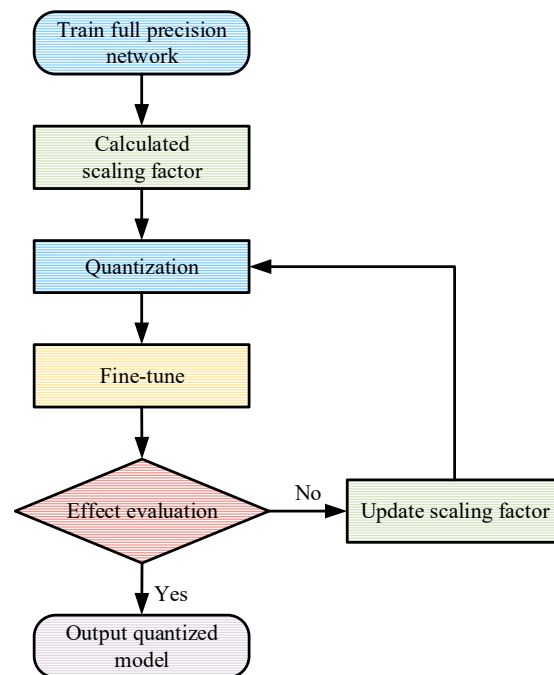 Train full precision
network
Calculated
scaling factor
Quantization
Fine-tune
Effect evaluation
No
Update scaling factor
Yes
Output quantized
model